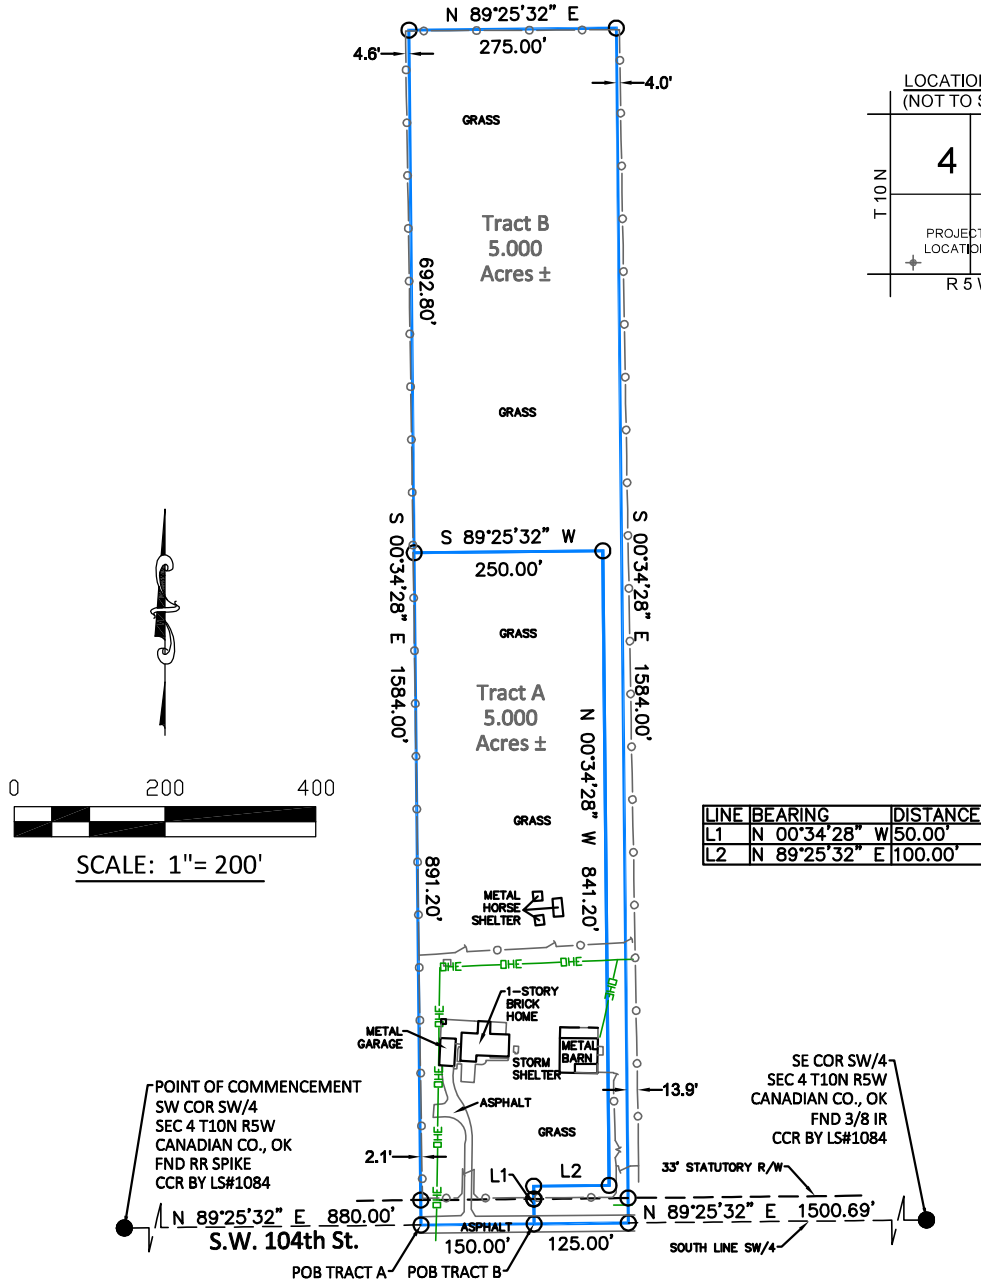 N 89°25'32" E
275.00'
4.6'
4.0'
GRASS
Tract B
5.000
Acres ±
692.80'
GRASS
LOCATION
(NOT TO S
4
T 10 N
PROJECT
LOCATION
R 5 W
S 89°25'32" W
250.00'
S 00°34'28" E 1584.00'
S 00°34'28" E 1584.00'
GRASS
Tract A
5.000
Acres ±
N 00°34'28" W 841.20'
GRASS
891.20'
0 200 400
SCALE: 1"= 200'
LINE BEARING DISTANCE
L1 N 00°34'28" W 50.00'
L2 N 89°25'32" E 100.00'
METAL
HORSE
SHELTER
OHE OHE OHE
OHE
OHE
OHE
OHE
OHE
1-STORY
BRICK
HOME
METAL
GARAGE
METAL
BARN
STORM
SHELTER
ASPHALT
GRASS
13.9'
2.1'
POINT OF COMMENCEMENT
SW COR SW/4
SEC 4 T10N R5W
CANADIAN CO., OK
FND RR SPIKE
CCR BY LS#1084
SE COR SW/4
SEC 4 T10N R5W
CANADIAN CO., OK
FND 3/8 IR
CCR BY LS#1084
L1
L2
33' STATUTORY R/W
N 89°25'32" E 880.00'
S.W. 104th St.
ASPHALT
150.00'
125.00'
N 89°25'32" E 1500.69'
SOUTH LINE SW/4
POB TRACT A
POB TRACT B